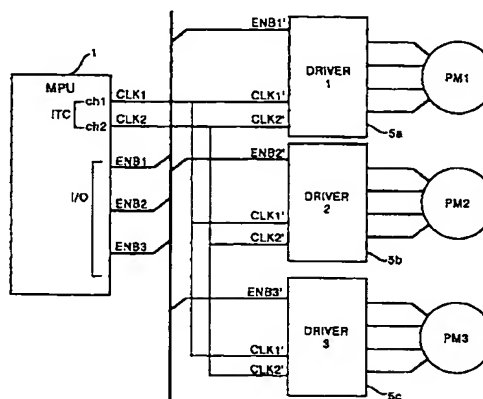 1
MPU
ITC
ch1
ch2
CLK1
CLK2
I/O
ENB1
ENB2
ENB3
ENB1'
CLK1'
CLK2'
DRIVER
1
5a
PM1
ENB2'
CLK1'
CLK2'
DRIVER
2
5b
PM2
ENB3'
CLK1'
CLK2'
DRIVER
3
5c
PM3